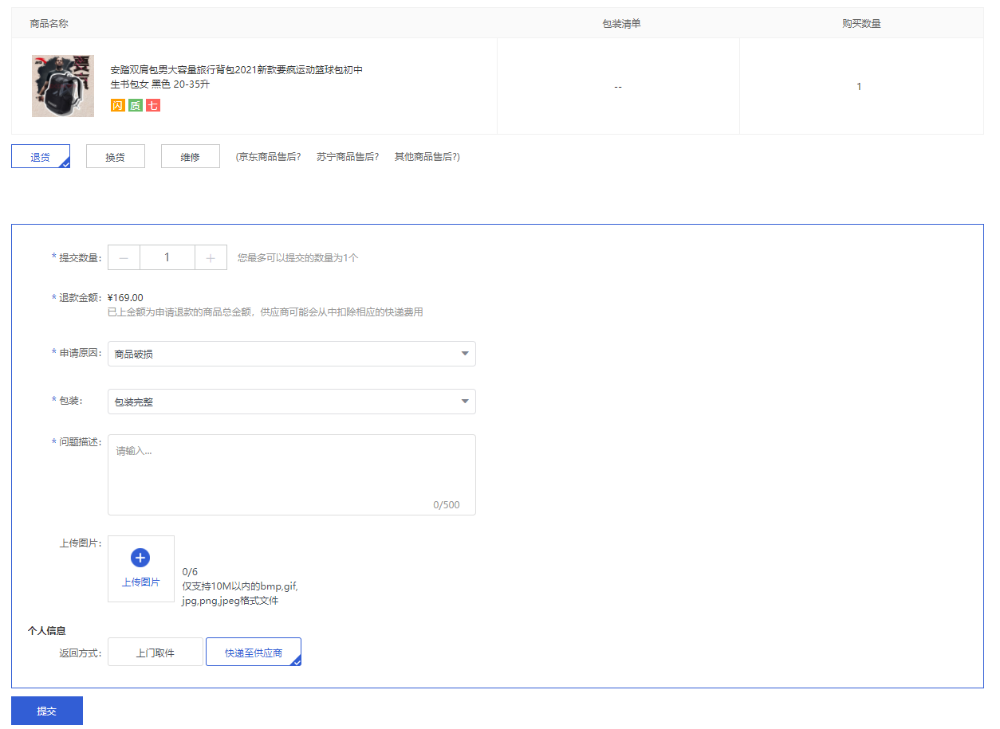 商品名称 包装清单 购买数量
安踏双肩包男大容量旅行背包2021新款要疯运动篮球包初中
生书包女 黑色 20-35升
闪 质 七
--
1
退货 换货 维修 (京东商品售后? 苏宁商品售后? 其他商品售后?)
* 提交数量: － 1 ＋ 您最多可以提交的数量为1个
* 退款金额: ¥169.00
已上金额为申请退款的商品总金额，供应商可能会从中扣除相应的快递费用
* 申请原因: 商品破损
* 包装: 包装完整
* 问题描述: 请输入...
0/500
上传图片: 上传图片
0/6
仅支持10M以内的bmp,gif,
jpg,png,jpeg格式文件
个人信息
返回方式: 上门取件 快递至供应商
提交